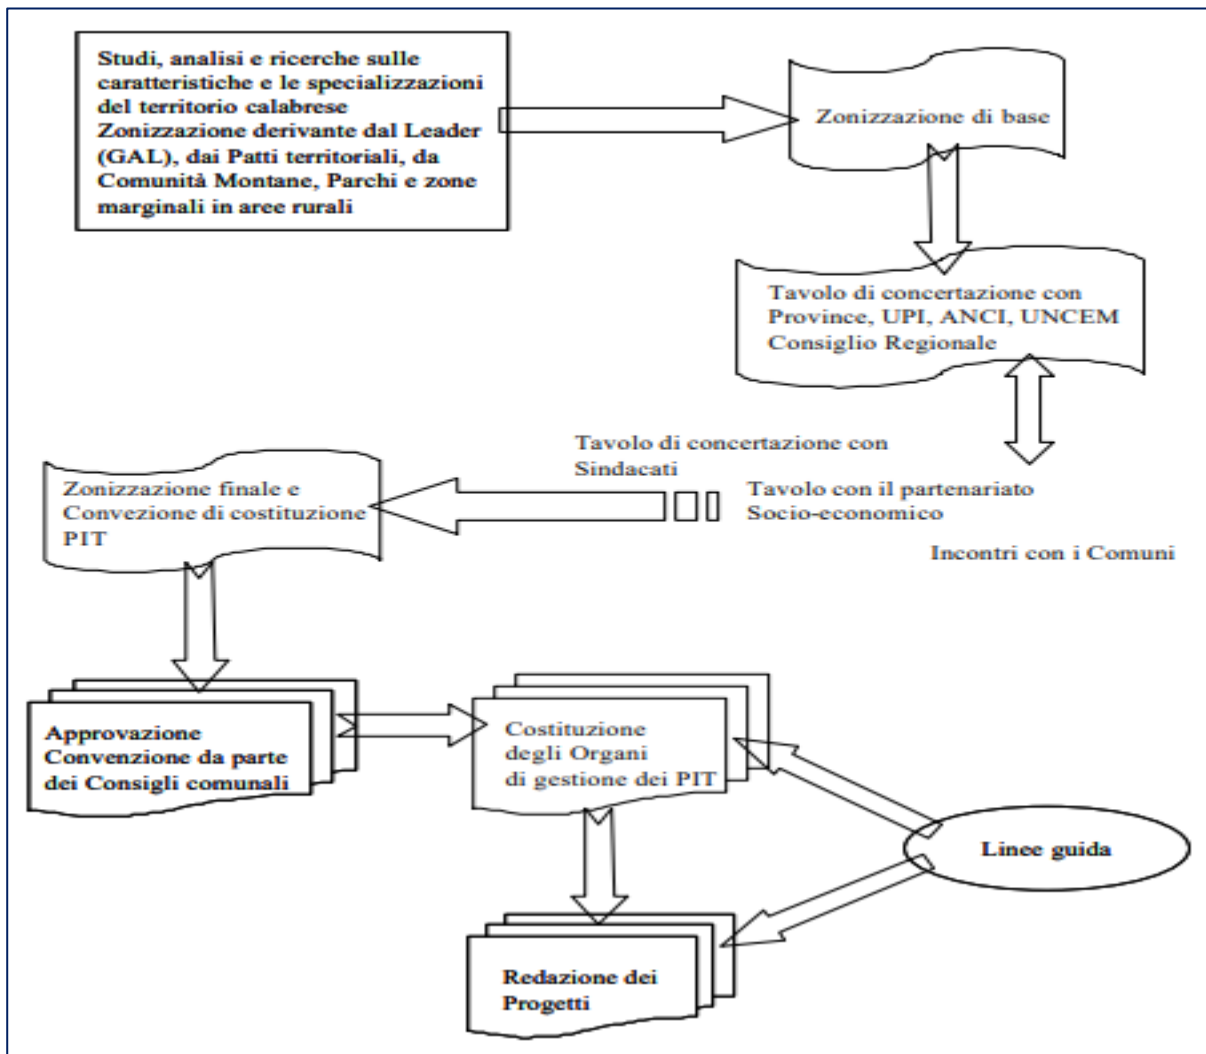 Studi, analisi e ricerche sulle
caratteristiche e le specializzazioni
del territorio calabrese
Zonizzazione derivante dal Leader
(GAL), dai Patti territoriali, da
Comunità Montane, Parchi e zone
marginali in aree rurali
Zonizzazione di base
Tavolo di concertazione con
Province, UPI, ANCI, UNCEM
Consiglio Regionale
Tavolo di concertazione con
Sindacati
Tavolo con il partenariato
Socio-economico
Incontri con i Comuni
Zonizzazione finale e
Convezione di costituzione
PIT
Approvazione
Convenzione da parte
dei Consigli comunali
Costituzione
degli Organi
di gestione dei PIT
Linee guida
Redazione dei
Progetti